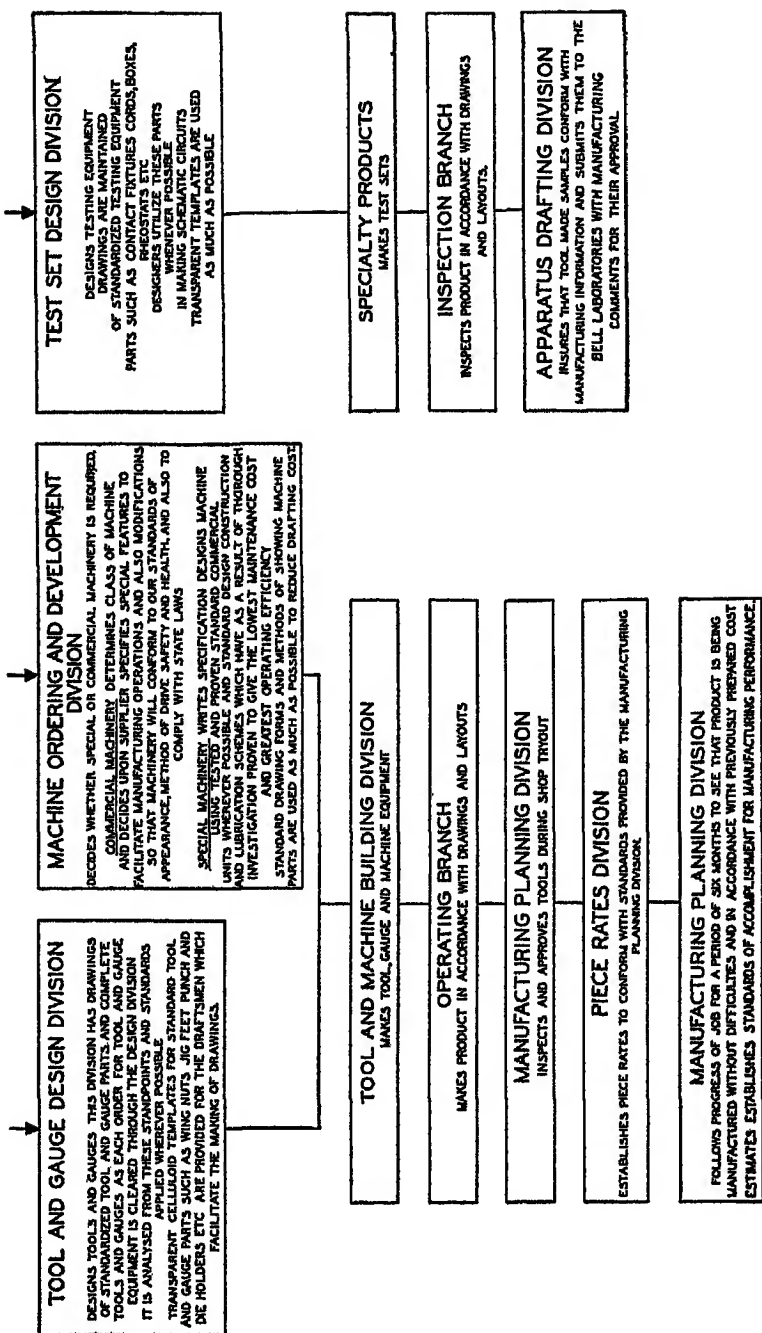 TOOL AND GAUGE DESIGN DIVISION
DESIGNS TOOLS AND GAUGES THIS DIVISION HAS DRAWINGS
OF STANDARDIZED TOOL AND GAUGE PARTS AND COMPLETE
TOOLS AND GAUGES AS EACH ORDER FOR TOOL AND GAUGE
EQUIPMENT IS CLEARED THROUGH THE DESIGN DIVISION
IT IS ANALYSED FROM THESE STANDPOINTS AND STANDARDS
APPLIED WHEREVER POSSIBLE
TRANSPARENT CELLULOID TEMPLATES FOR STANDARD TOOL
AND GAUGE PARTS SUCH AS WING NUTS JIG FEET PUNCH AND
DIE HOLDERS ETC ARE PROVIDED FOR THE DRAFTSMEN WHICH
FACILITATE THE MAKING OF DRAWINGS.
MACHINE ORDERING AND DEVELOPMENT
DIVISION
DECIDES WHETHER SPECIAL OR COMMERCIAL MACHINERY IS REQUIRED,
COMMERCIAL MACHINERY DETERMINES CLASS OF MACHINE
AND DECIDES UPON SUPPLIER SPECIFIES SPECIAL FEATURES TO
FACILITATE MANUFACTURING OPERATIONS AND ALSO MODIFICATIONS
SO THAT MACHINERY WILL CONFORM TO OUR STANDARDS OF
APPEARANCE, METHOD OF DRIVE SAFETY AND HEALTH, AND ALSO TO
COMPLY WITH STATE LAWS
SPECIAL MACHINERY WRITES SPECIFICATION DESIGNS MACHINE
USING TESTED AND PROVEN STANDARD COMMERCIAL
UNITS WHEREVER POSSIBLE AND STANDARD DESIGN CONSTRUCTION
AND LUBRICATION SCHEMES WHICH HAVE AS A RESULT OF THOROUGH
INVESTIGATION PROVEN TO GIVE THE LOWEST MAINTENANCE COST
AND GREATEST OPERATING EFFICIENCY
STANDARD DRAWING FORMS AND METHODS OF SHOWING MACHINE
PARTS ARE USED AS MUCH AS POSSIBLE TO REDUCE DRAFTING COST.
TEST SET DESIGN DIVISION
DESIGNS TESTING EQUIPMENT
DRAWINGS ARE MAINTAINED
OF STANDARDIZED TESTING EQUIPMENT
PARTS SUCH AS CONTACT FIXTURES CORDS, BOXES,
RHEOSTATS ETC
DESIGNERS UTILIZE THESE PARTS
WHENEVER POSSIBLE
IN MAKING SCHEMATIC CIRCUITS
TRANSPARENT TEMPLATES ARE USED
AS MUCH AS POSSIBLE
TOOL AND MACHINE BUILDING DIVISION
MAKES TOOL, GAUGE AND MACHINE EQUIPMENT
OPERATING BRANCH
MAKES PRODUCT IN ACCORDANCE WITH DRAWINGS AND LAYOUTS
MANUFACTURING PLANNING DIVISION
INSPECTS AND APPROVES TOOLS DURING SHOP TRYOUT
PIECE RATES DIVISION
ESTABLISHES PIECE RATES TO CONFORM WITH STANDARDS PROVIDED BY THE MANUFACTURING
PLANNING DIVISION.
MANUFACTURING PLANNING DIVISION
FOLLOWS PROGRESS OF JOB FOR A PERIOD OF SIX MONTHS TO SEE THAT PRODUCT IS BEING
MANUFACTURED WITHOUT DIFFICULTIES AND IN ACCORDANCE WITH PREVIOUSLY PREPARED COST
ESTIMATES ESTABLISHES STANDARDS OF ACCOMPLISHMENT FOR MANUFACTURING PERFORMANCE.
SPECIALTY PRODUCTS
MAKES TEST SETS
INSPECTION BRANCH
INSPECTS PRODUCT IN ACCORDANCE WITH DRAWINGS
AND LAYOUTS.
APPARATUS DRAFTING DIVISION
INSURES THAT TOOL MADE SAMPLES CONFORM WITH
MANUFACTURING INFORMATION AND SUBMITS THEM TO THE
BELL LABORATORIES WITH MANUFACTURING
COMMENTS FOR THEIR APPROVAL